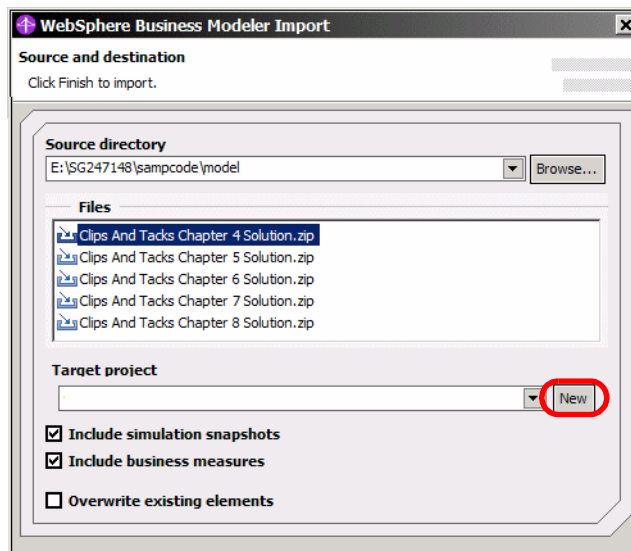 WebSphere Business Modeler Import
Source and destination
Click Finish to import.
Source directory
E:\SG247148\sampcode\model
Browse...
Files
Clips And Tacks Chapter 4 Solution.zip
Clips And Tacks Chapter 5 Solution.zip
Clips And Tacks Chapter 6 Solution.zip
Clips And Tacks Chapter 7 Solution.zip
Clips And Tacks Chapter 8 Solution.zip
Target project
New
Include simulation snapshots
Include business measures
Overwrite existing elements